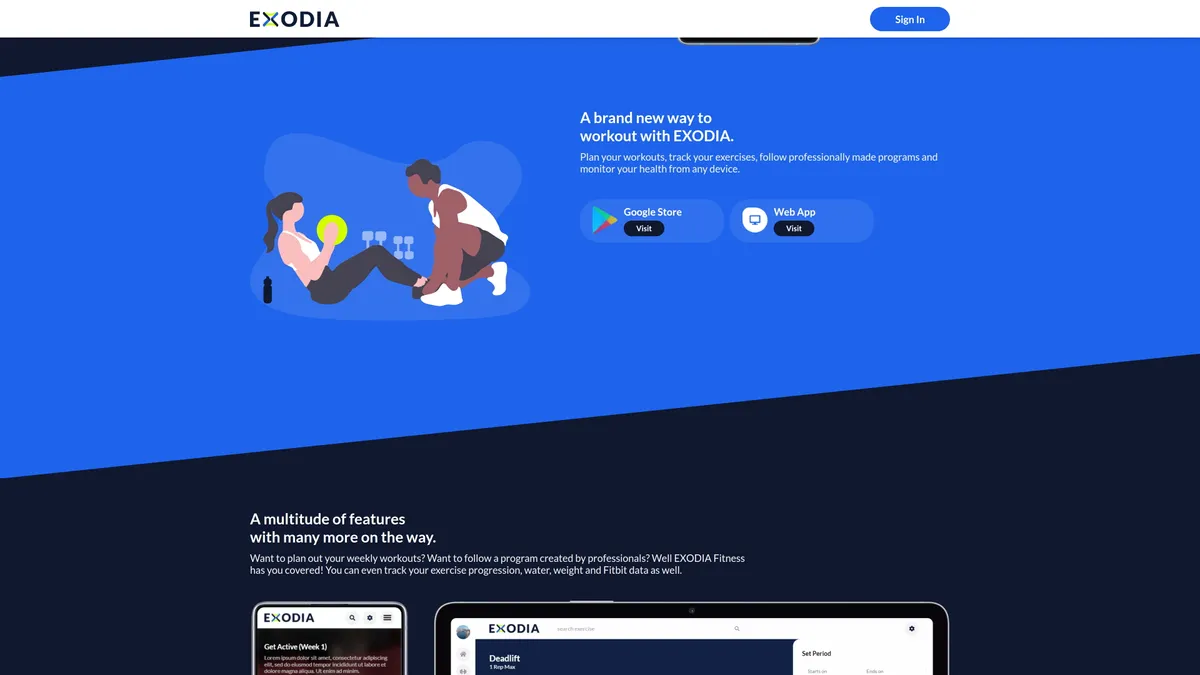 EXODIA
Sign In
A brand new way to
workout with EXODIA.
Plan your workouts, track your exercises, follow professionally made programs and
monitor your health from any device.
Google Store
Visit
Web App
Visit
A multitude of features
with many more on the way.
Want to plan out your weekly workouts? Want to follow a program created by professionals? Well EXODIA Fitness
has you covered! You can even track your exercise progression, water, weight and Fitbit data as well.
EXODIA
Get Active (Week 1)
Lorem ipsum dolor sit amet, consectetur adipiscing
elit, sed do eiusmod tempor incididunt ut labore et
dolore magna aliqua. Ut enim ad minim.
EXODIA
search exercise
Deadlift
1 Rep Max
Set Period
Starts on
Ends on